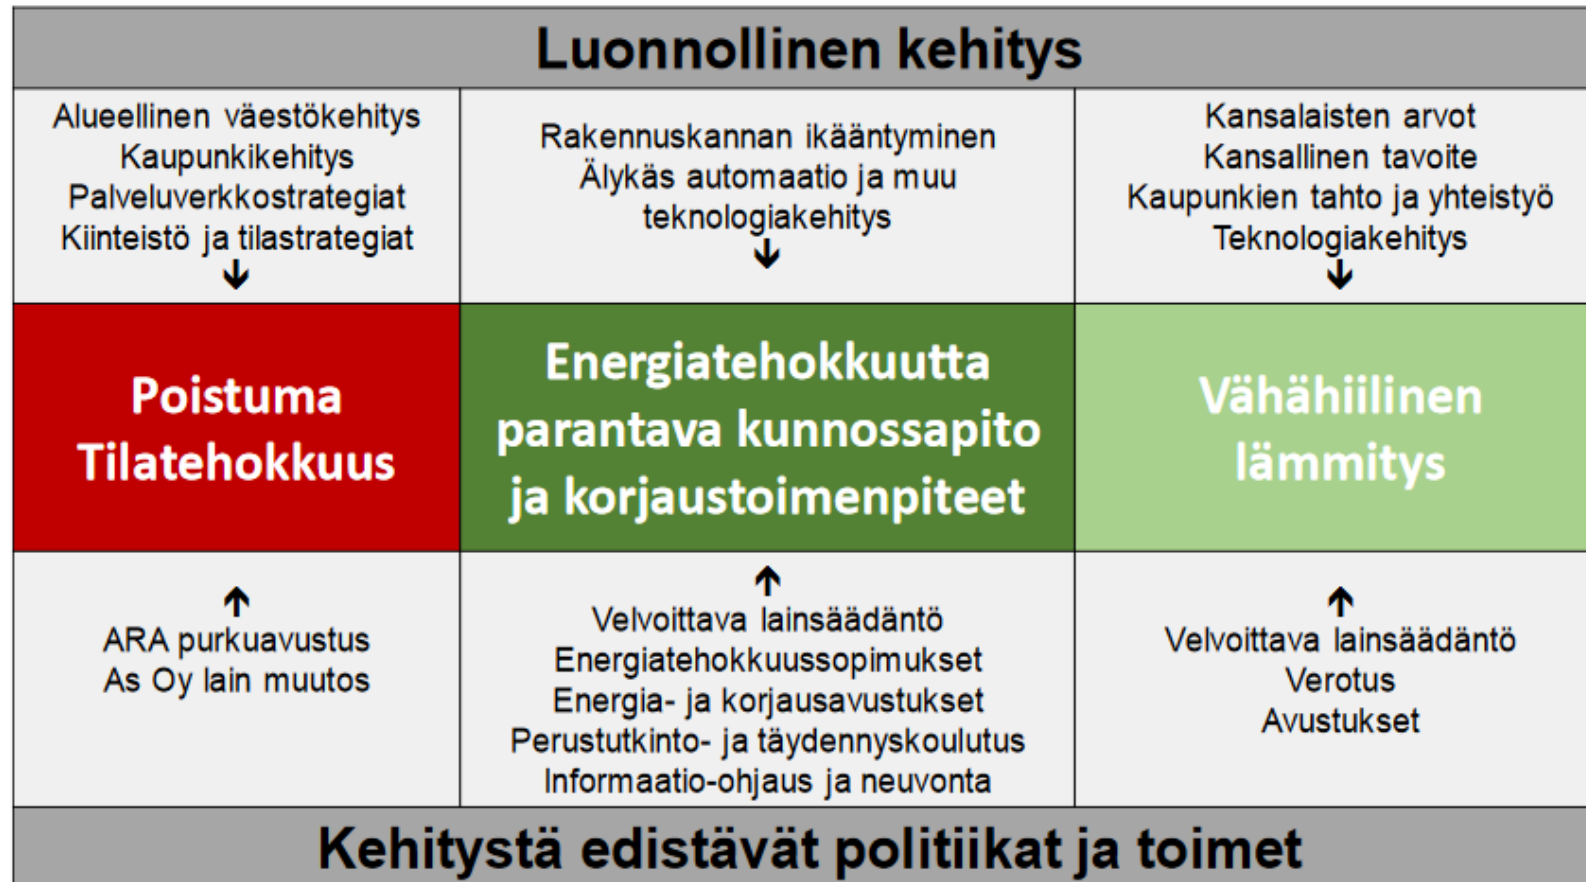 Luonnollinen kehitys
Alueellinen väestökehitys
Kaupunkikehitys
Palveluverkkostrategiat
Kiinteistö ja tilastrategiat
Rakennuskannan ikääntyminen
Älykäs automaatio ja muu
teknologiakehitys
Kansalaisten arvot
Kansallinen tavoite
Kaupunkien tahto ja yhteistyö
Teknologiakehitys
Poistuma
Tilatehokkuus
Energiatehokkuutta
parantava kunnossapito
ja korjaustoimenpiteet
Vähähiilinen
lämmitys
ARA purkuavustus
As Oy lain muutos
Velvoittava lainsäädäntö
Energiatehokkuussopimukset
Energia- ja korjausavustukset
Perustutkinto- ja täydennyskoulutus
Informaatio-ohjaus ja neuvonta
Velvoittava lainsäädäntö
Verotus
Avustukset
Kehitystä edistävät politiikat ja toimet